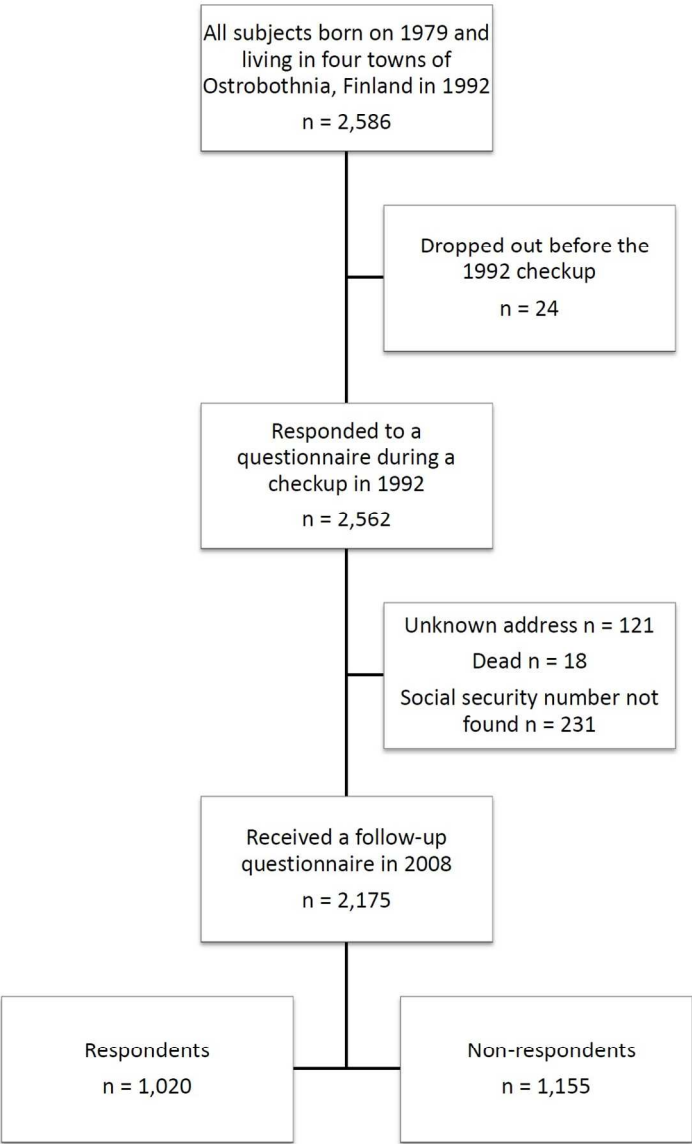 All subjects born on 1979 and
living in four towns of
Ostrobothnia, Finland in 1992
n = 2,586
Dropped out before the
1992 checkup
n = 24
Responded to a
questionnaire during a
checkup in 1992
n = 2,562
Unknown address n = 121
Dead n = 18
Social security number not
found n = 231
Received a follow-up
questionnaire in 2008
n = 2,175
Respondents
n = 1,020
Non-respondents
n = 1,155